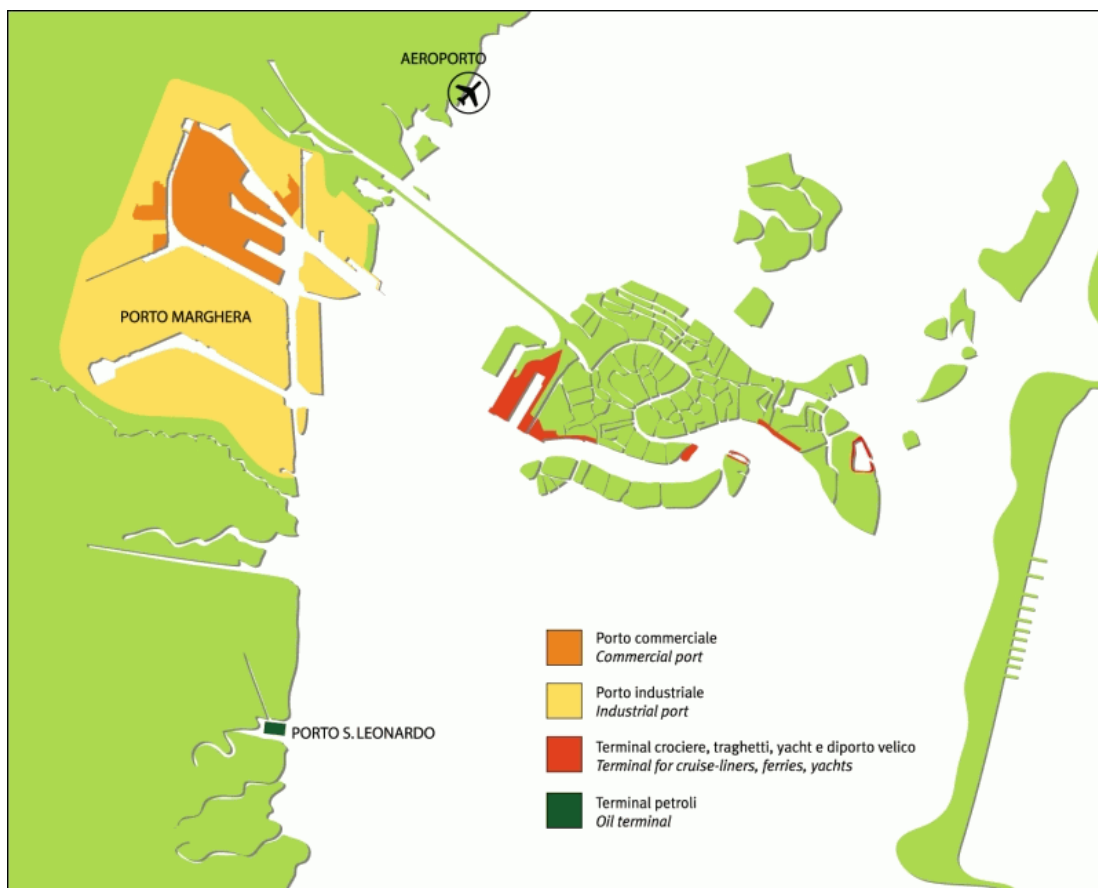 AEROPORTO
PORTO MARGHERA
Porto commerciale
Commercial port
Porto industriale
Industrial port
PORTO S. LEONARDO
Terminal crociere, traghetti, yacht e diporto velico
Terminal for cruise-liners, ferries, yachts
Terminal petroli
Oil terminal